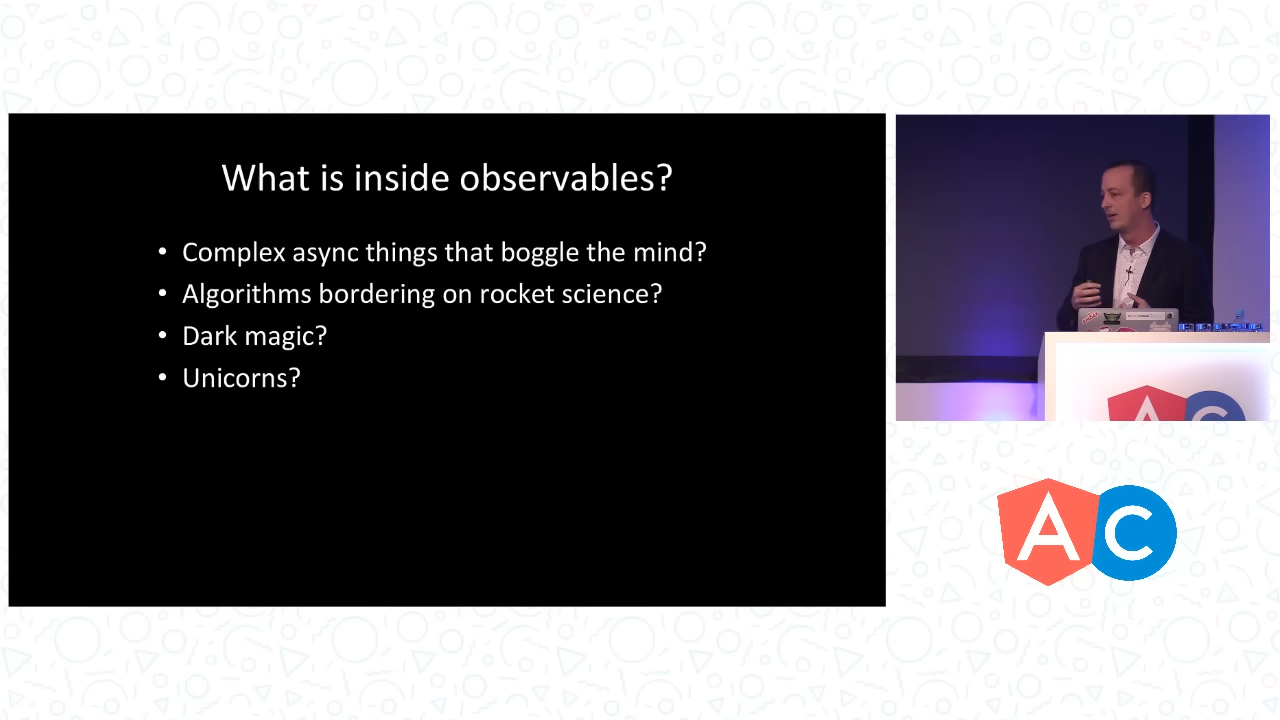 What is inside observables?
• Complex async things that boggle the mind?
• Algorithms bordering on rocket science?
• Dark magic?
• Unicorns?
A C
A C